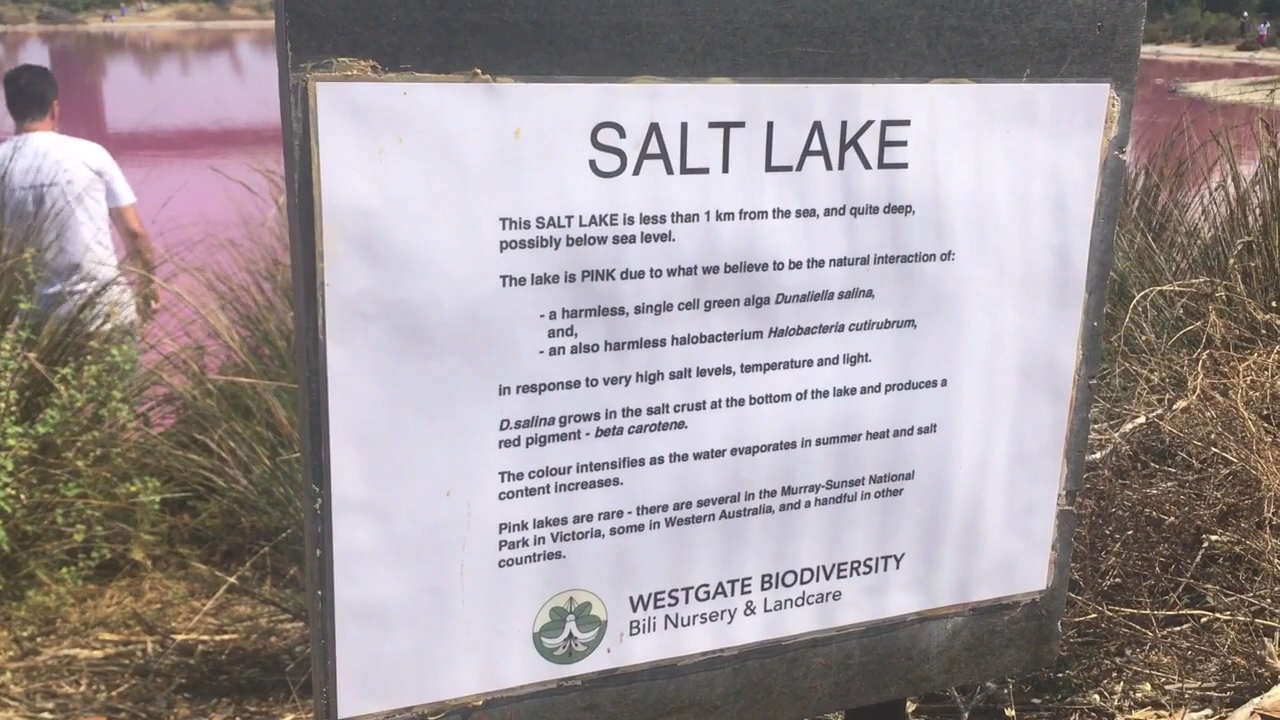 SALT LAKE
This SALT LAKE is less than 1 km from the sea, and quite deep,
possibly below sea level.
The lake is PINK due to what we believe to be the natural interaction of:
- a harmless, single cell green alga Dunaliella salina,
and,
- an also harmless halobacterium Halobacteria cutirubrum,
in response to very high salt levels, temperature and light.
D.salina grows in the salt crust at the bottom of the lake and produces a
red pigment - beta carotene.
The colour intensifies as the water evaporates in summer heat and salt
content increases.
Pink lakes are rare - there are several in the Murray-Sunset National
Park in Victoria, some in Western Australia, and a handful in other
countries.
WESTGATE BIODIVERSITY
Bili Nursery & Landcare